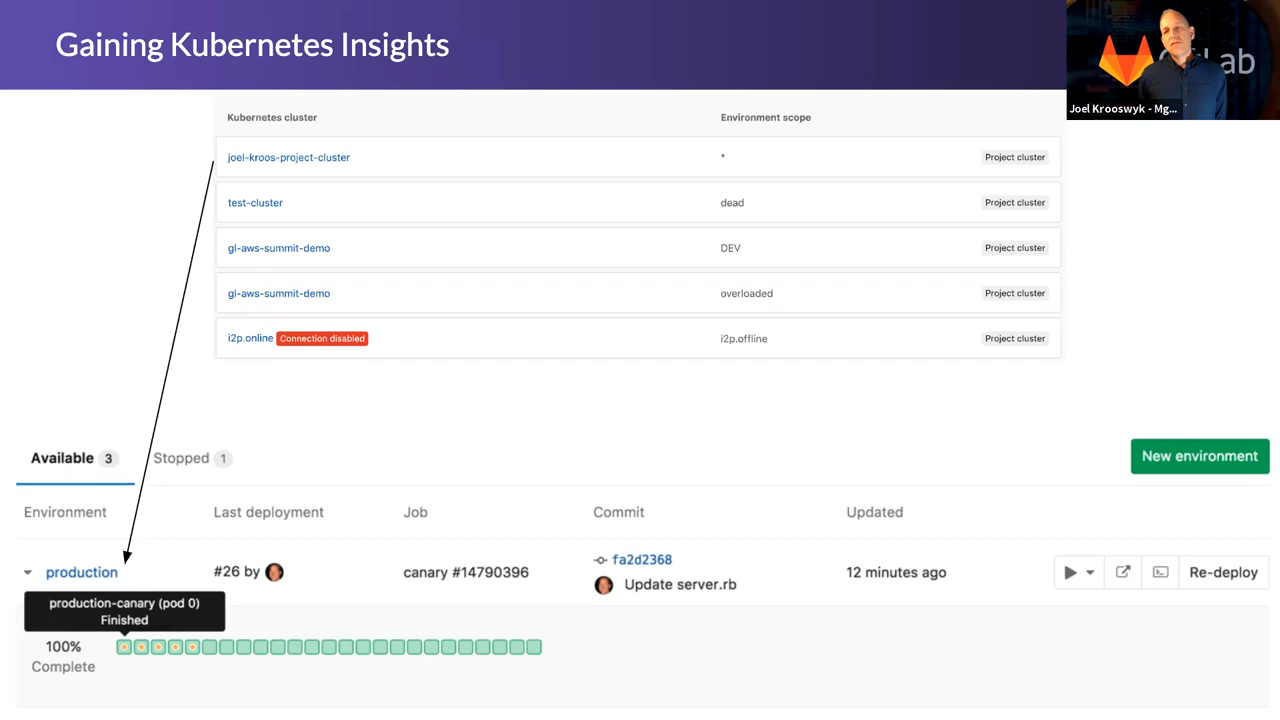 Gaining Kubernetes Insights
Lab
Joel Krooswyk - Mg...
Kubernetes cluster Environment scope
joel-kroos-project-cluster * Project cluster
test-cluster dead Project cluster
gl-aws-summit-demo DEV Project cluster
gl-aws-summit-demo overloaded Project cluster
i2p.online Connection disabled i2p.offline Project cluster
Available 3 Stopped 1 New environment
Environment Last deployment Job Commit Updated
production #26 by canary #14790396 fa2d2368 12 minutes ago Re-deploy
Update server.rb
production-canary (pod 0)
Finished
100%
Complete